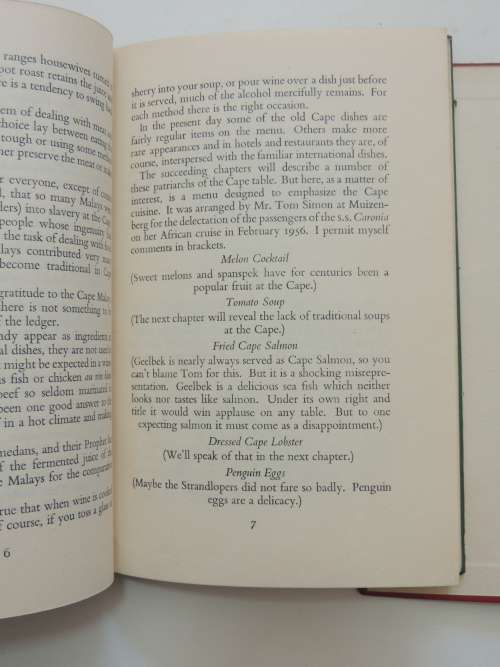 ranges housewives
roast retains the juice
is a tendency to swing
of dealing with
choice lay between eating
tough or using some
preserve the meat or
everyone, except of
that so many Malays
into slavery at the
people whose ingenuity
the task of dealing with
contributed very
become traditional in Cape
gratitude to the Cape
there is not something to
the ledger.
appear as ingredients
dishes, they are not used
might be expected in a
fish or chicken au
beef so seldom marinated
been one good answer to the
in a hot climate and making
and their Prophet
of the fermented juice of
Malays for the
true that when wine is cooked
course, if you toss a glass
6
sherry into your soup, or pour wine over a dish just before
it is served, much of the alcohol mercifully remains. For
each method there is the right occasion.
In the present day some of the old Cape dishes are
fairly regular items on the menu. Others make more
rare appearances and in hotels and restaurants they are, of
course, interspersed with the familiar international dishes.
The succeeding chapters will describe a number of
these patriarchs of the Cape table. But here, as a matter of
interest, is a menu designed to emphasize the Cape
cuisine. It was arranged by Mr. Tom Simon at Muizen-
berg for the delectation of the passengers of the s.s. Caronia
on her African cruise in February 1956. I permit myself
comments in brackets.
Melon Cocktail
(Sweet melons and spanspek have for centuries been a
popular fruit at the Cape.)
Tomato Soup
(The next chapter will reveal the lack of traditional soups
at the Cape.)
Fried Cape Salmon
(Geelbek is nearly always served as Cape Salmon, so you
can't blame Tom for this. But it is a shocking misrepre-
sentation. Geelbek is a delicious sea fish which neither
looks nor tastes like salmon. Under its own right and
title it would win applause on any table. But to one
expecting salmon it must come as a disappointment.)
Dressed Cape Lobster
(We'll speak of that in the next chapter.)
Penguin Eggs
(Maybe the Strandlopers did not fare so badly. Penguin
eggs are a delicacy.)
7